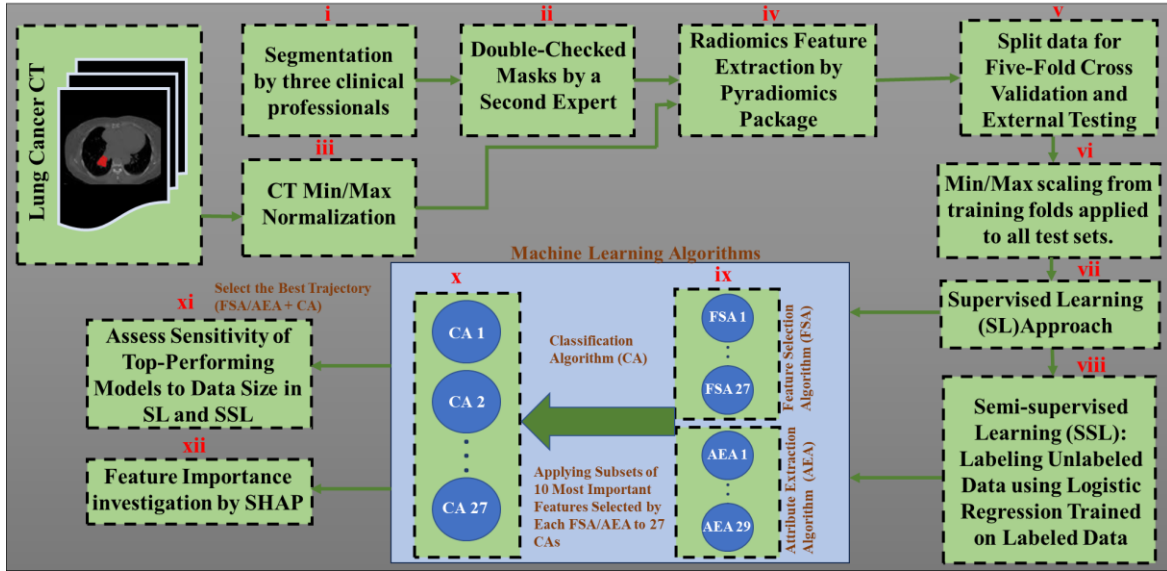 Lung Cancer CT
i
Segmentation
by three clinical
professionals
ii
Double-Checked
Masks by a
Second Expert
iii
CT Min/Max
Normalization
iv
Radiomics Feature
Extraction by
Pyradiomics
Package
v
Split data for
Five-Fold Cross
Validation and
External Testing
vi
Min/Max scaling from
training folds applied
to all test sets.
vii
Supervised Learning
(SL)Approach
viii
Semi-supervised
Learning (SSL):
Labeling Unlabeled
Data using Logistic
Regression Trained
on Labeled Data
Machine Learning Algorithms
ix
FSA 1
FSA 27
Feature Selection
Algorithm (FSA)
AEA 1
AEA 29
Attribute Extraction
Algorithm (AEA)
Classification
Algorithm (CA)
Applying Subsets of
10 Most Important
Features Selected by
Each FSA/AEA to 27
CAs
x
CA 1
CA 2
CA 27
Select the Best Trajectory
(FSA/AEA + CA)
xi
Assess Sensitivity of
Top-Performing
Models to Data Size in
SL and SSL
xii
Feature Importance
investigation by SHAP